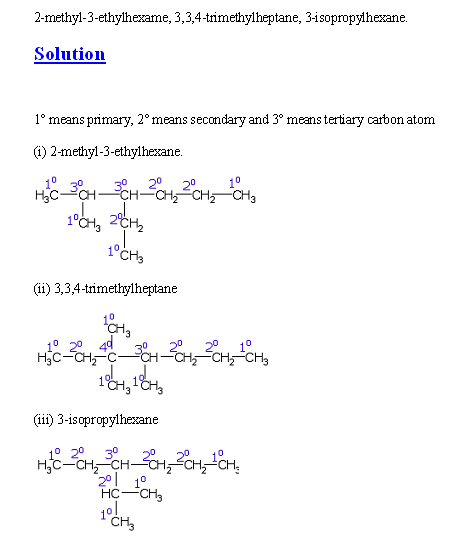 2-methyl-3-ethylhexame, 3,3,4-trimethylheptane, 3-isopropylhexane.
Solution
1° means primary, 2° means secondary and 3° means tertiary carbon atom
(i) 2-methyl-3-ethylhexane.
1° 3° 3° 2° 2° 1°
H₃C—CH—CH—CH₂—CH₂—CH₃
1°CH₃ 2°CH₂
1°CH₃
(ii) 3,3,4-trimethylheptane
1°
CH₃
1° 2° 4° 3° 2° 2° 1°
H₃C—CH₂—C—CH—CH₂—CH₂—CH₃
1°CH₃ 1°CH₃
(iii) 3-isopropylhexane
1° 2° 3° 2° 2° 1°
H₃C—CH₂—CH—CH₂—CH₂—CH₃
2° 1°
HC—CH₃
1°
CH₃